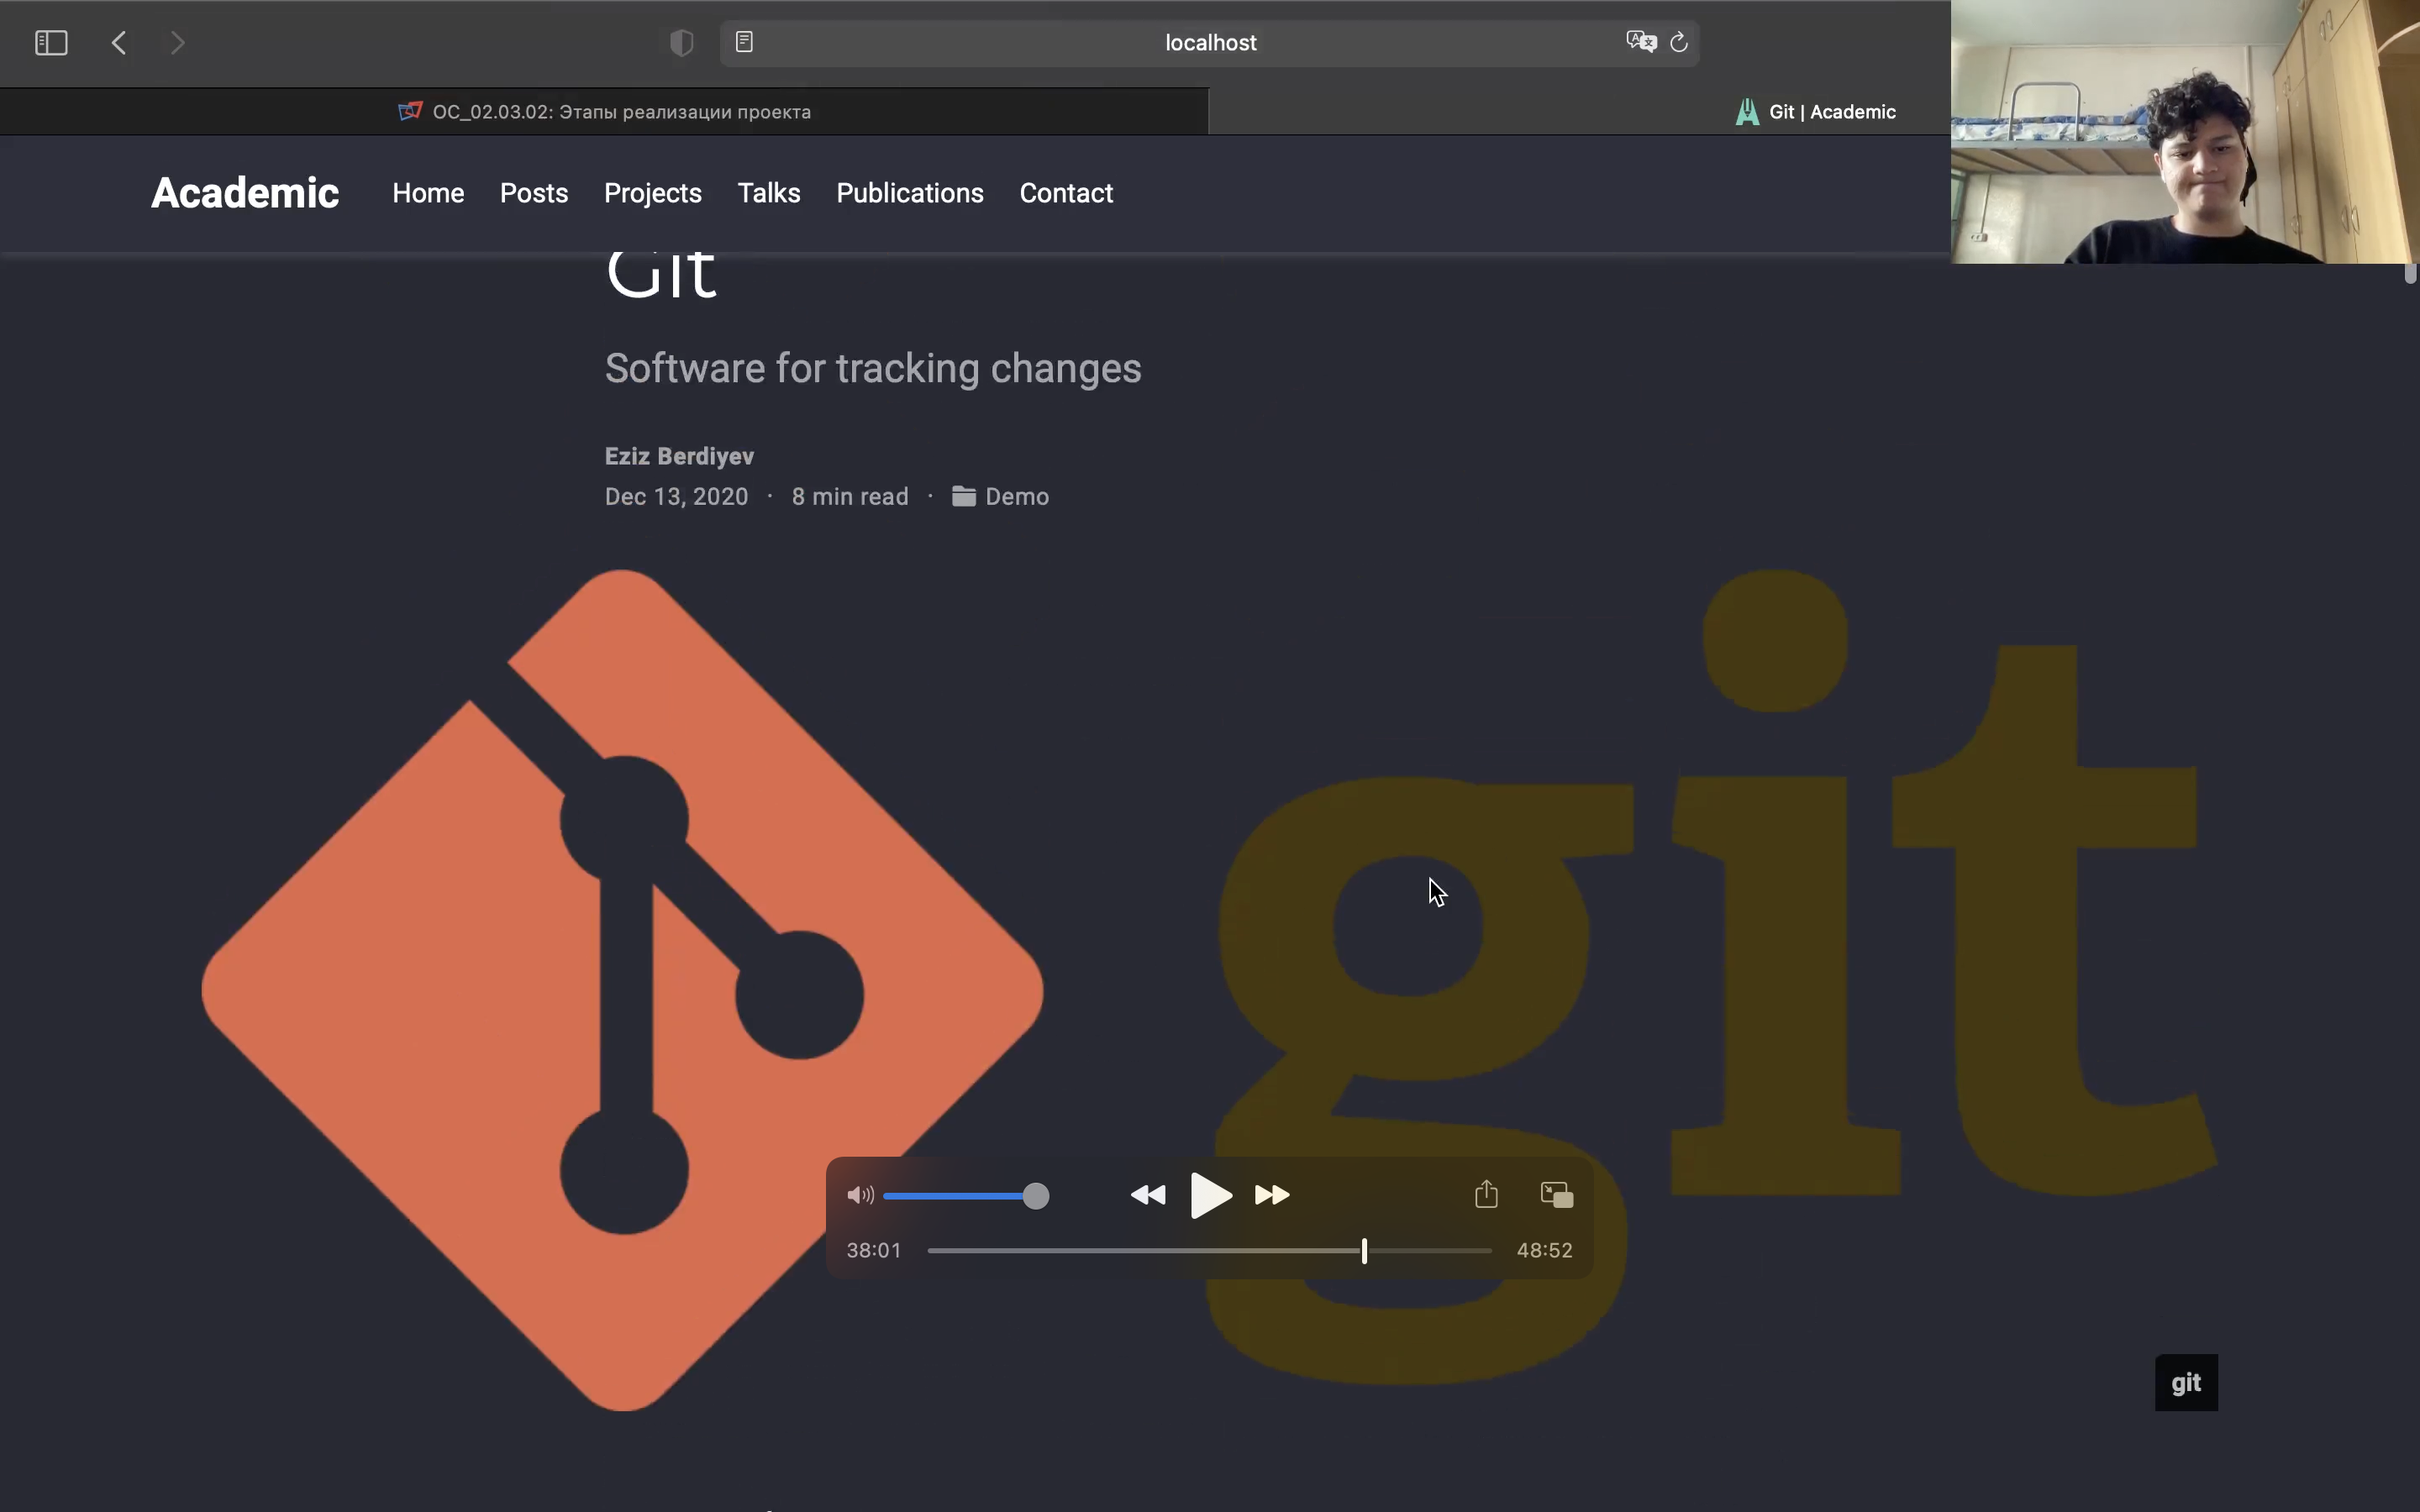 localhost
ОС_02.03.02: Этапы реализации проекта
Git | Academic
Academic Home Posts Projects Talks Publications Contact
Git
Software for tracking changes
Eziz Berdiyev
Dec 13, 2020 · 8 min read · Demo
git
38:01 48:52
git